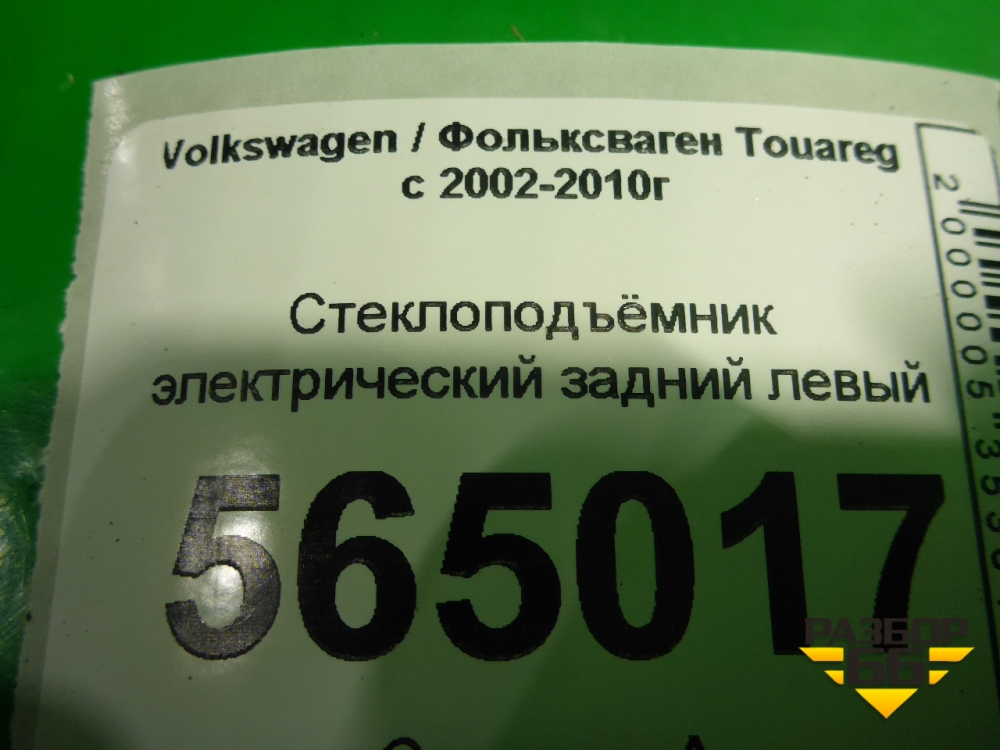 Volkswagen / Фольксваген Touareg
с 2002-2010г
Стеклоподъёмник
электрический задний левый
565017
РАЗБОР
66